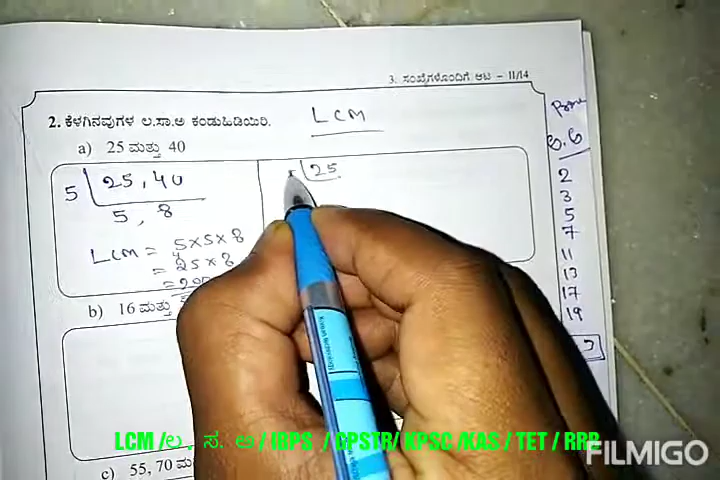 3. ಸಂಖ್ಯೆಗಳೊಂದಿಗೆ ಆಟ - 11/14
2. ಕೆಳಗಿನವುಗಳ ಲ.ಸಾ.ಅ ಕಂಡುಹಿಡಿಯಿರಿ. LCM
a) 25 ಮತ್ತು 40
5 25, 40
5, 8
LCM = 5×5×8
= 25×8
25
b) 16 ಮತ್ತು
c) 55, 70
2
3
5
7
11
13
17
19
LCM /ಲ . ಸ. ಅ / IBPS / GPSTR/ KPSC /KAS / TET / RRB
FILMIGO